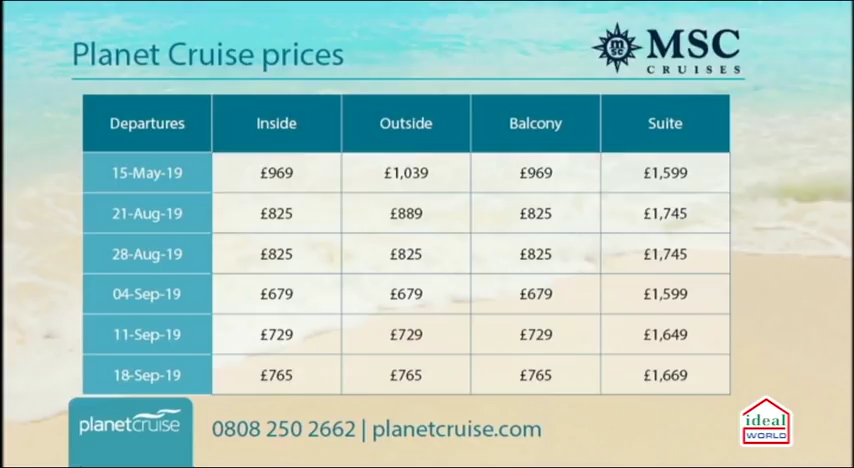 Planet Cruise prices
m
sc
MSC
CRUISES
Departures Inside Outside Balcony Suite
15-May-19 £969 £1,039 £969 £1,599
21-Aug-19 £825 £889 £825 £1,745
28-Aug-19 £825 £825 £825 £1,745
04-Sep-19 £679 £679 £679 £1,599
11-Sep-19 £729 £729 £729 £1,649
18-Sep-19 £765 £765 £765 £1,669
planetcruise
0808 250 2662 | planetcruise.com
ideal
WORLD